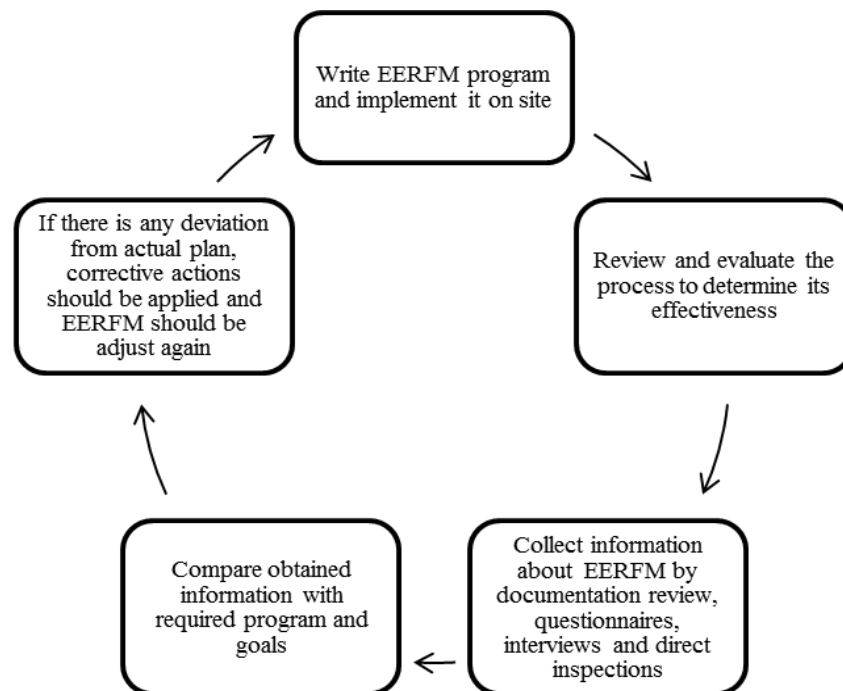 Write EERFM program
and implement it on site
Review and evaluate the
process to determine its
effectiveness
Collect information
about EERFM by
documentation review,
questionnaires,
interviews and direct
inspections
Compare obtained
information with
required program and
goals
If there is any deviation
from actual plan,
corrective actions
should be applied and
EERFM should be
adjust again